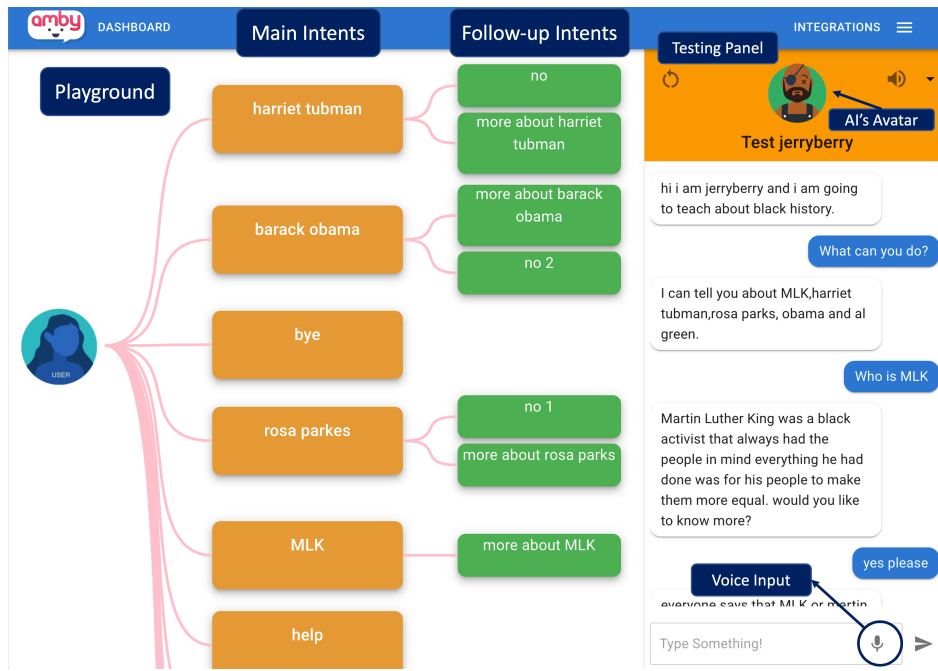 amby
DASHBOARD
Main Intents
Follow-up Intents
INTEGRATIONS
Testing Panel
Playground
AI's Avatar
Test jerryberry
USER
harriet tubman
no
more about harriet
tubman
barack obama
more about barack
obama
no 2
bye
rosa parkes
no 1
more about rosa parks
MLK
more about MLK
help
hi i am jerryberry and i am going
to teach about black history.
What can you do?
I can tell you about MLK,harriet
tubman,rosa parks, obama and al
green.
Who is MLK
Martin Luther King was a black
activist that always had the
people in mind everything he had
done was for his people to make
them more equal. would you like
to know more?
yes please
Voice Input
everyone says that MLK or martin
Type Something!